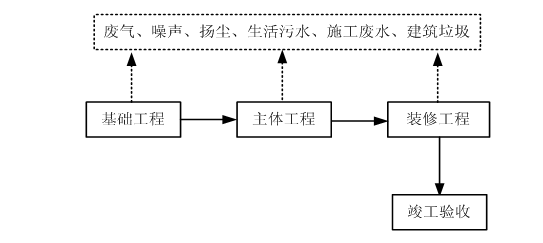 废气、噪声、扬尘、生活污水、施工废水、建筑垃圾
基础工程
主体工程
装修工程
竣工验收